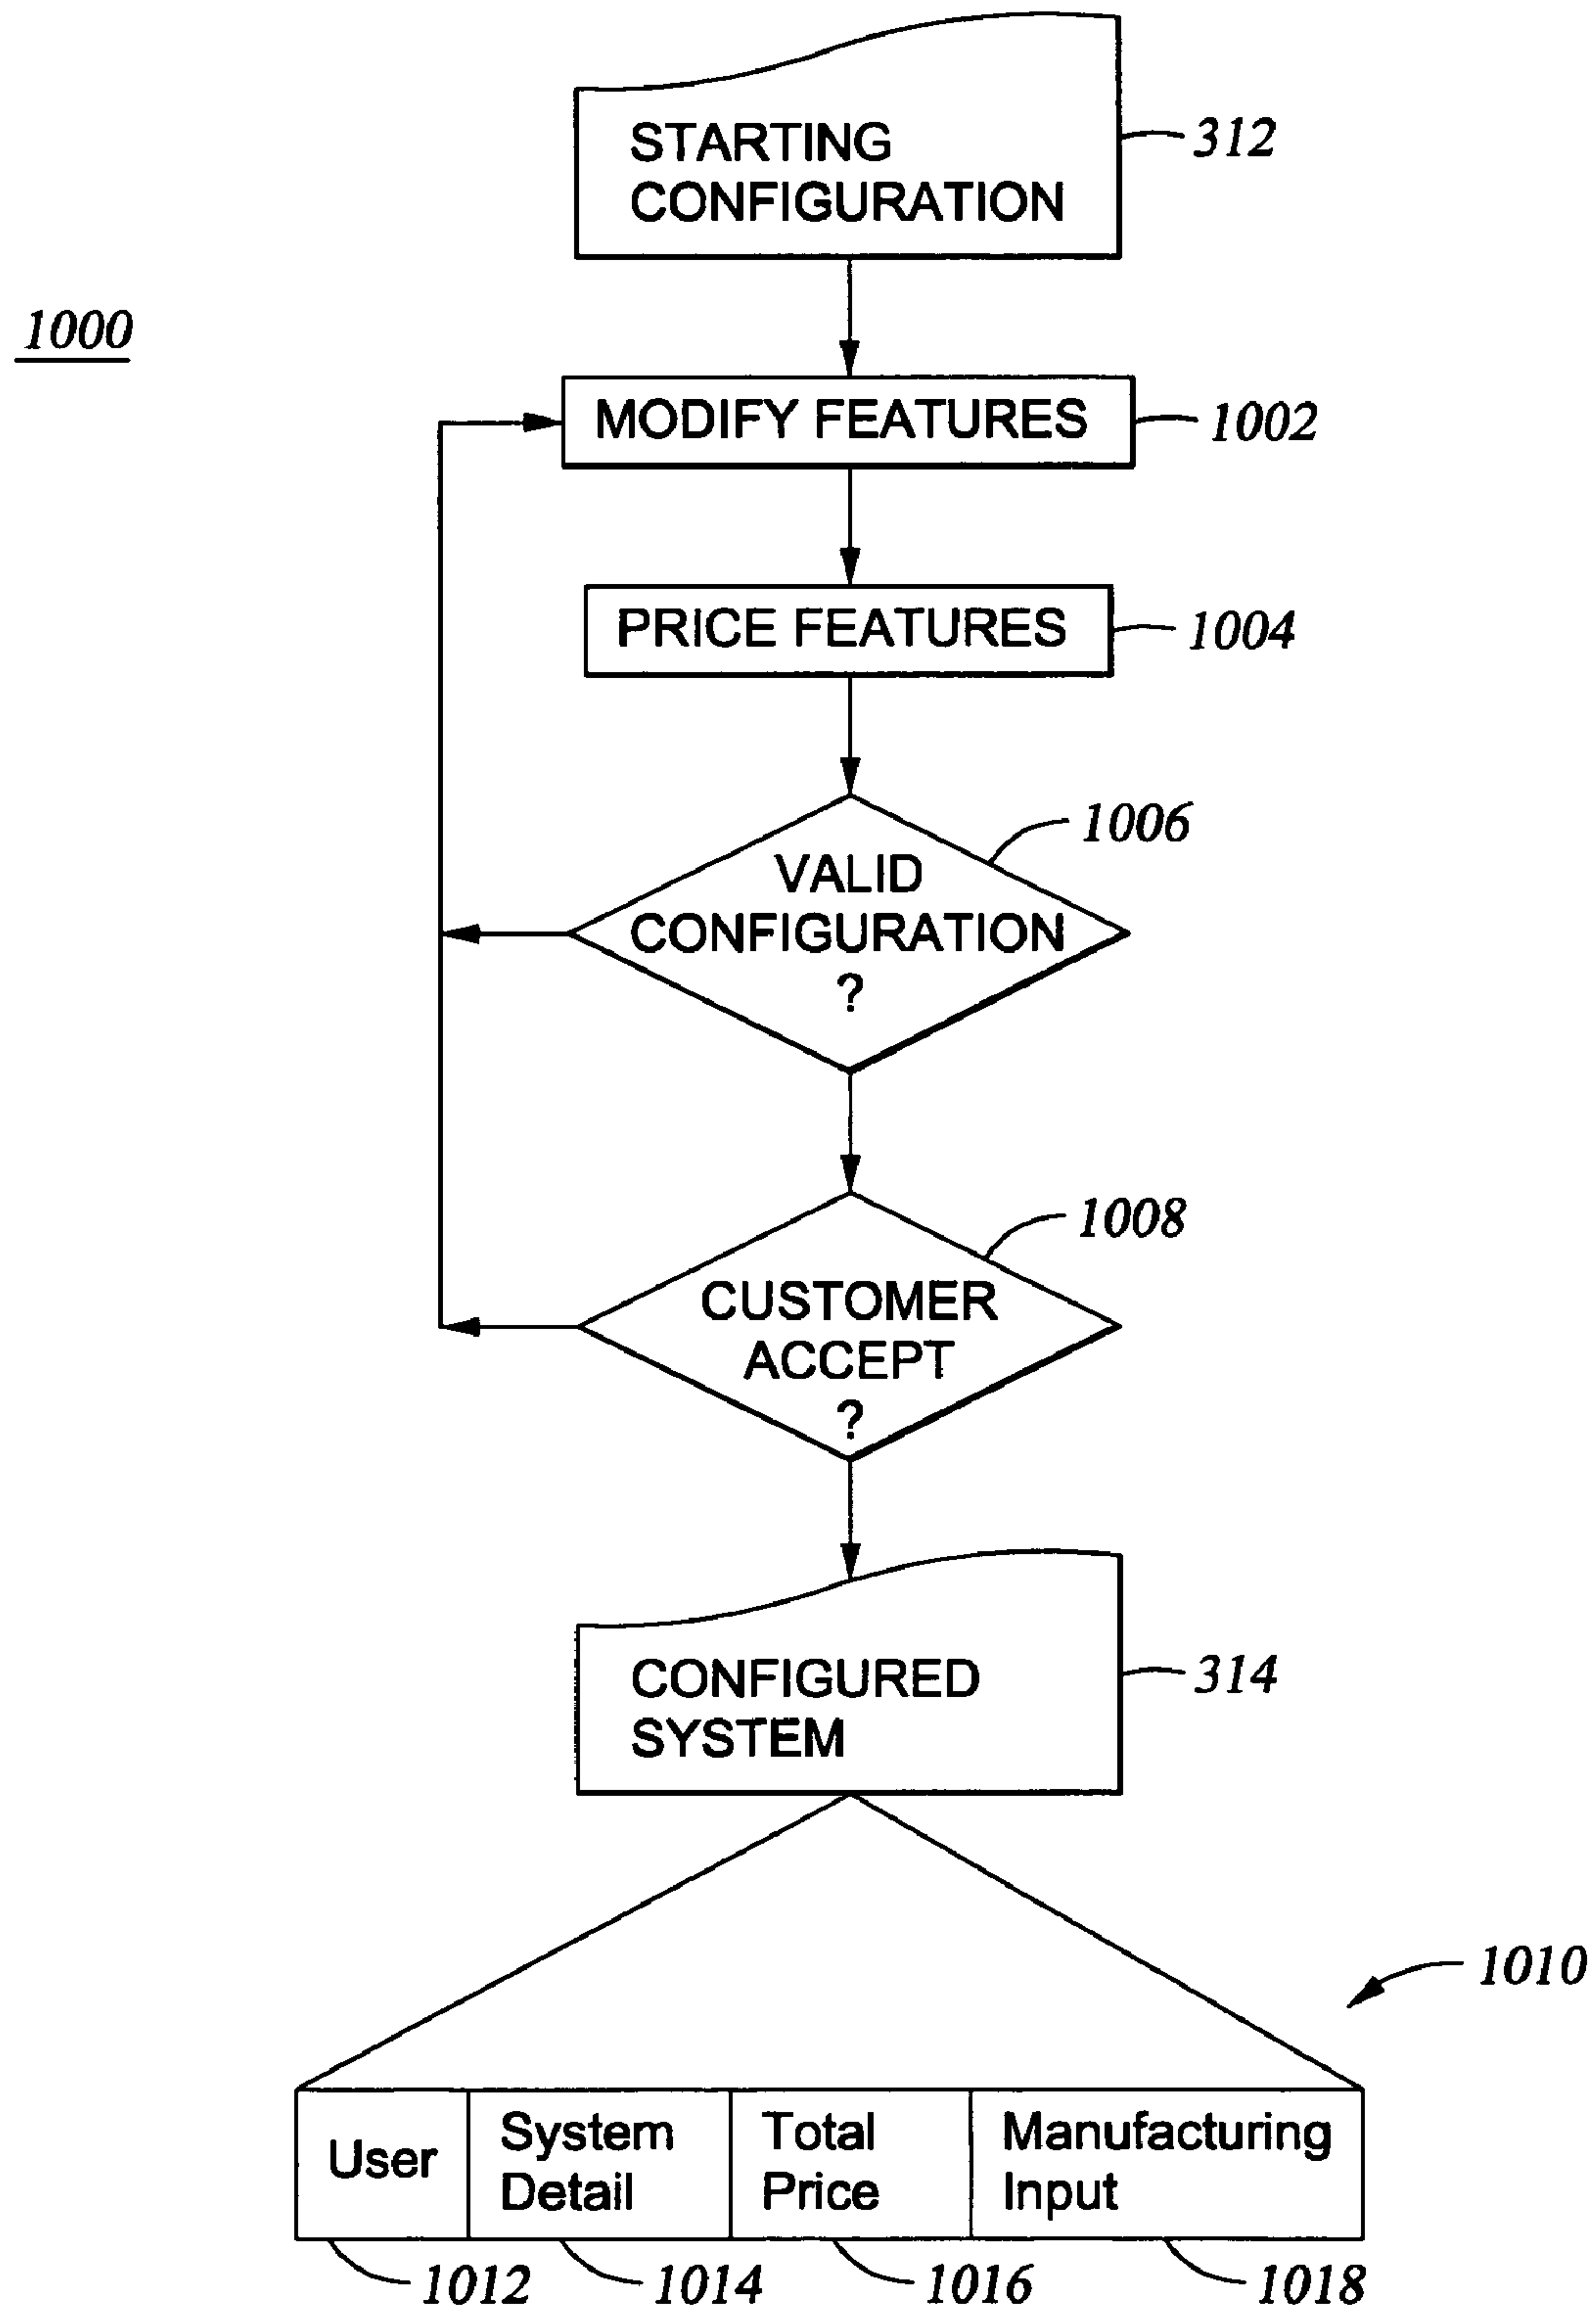 STARTING
CONFIGURATION
312
1000
MODIFY FEATURES
1002
PRICE FEATURES
1004
1006
VALID
CONFIGURATION
?
1008
CUSTOMER
ACCEPT
?
CONFIGURED
SYSTEM
314
1010
User
System
Detail
Total
Price
Manufacturing
Input
1012
1014
1016
1018